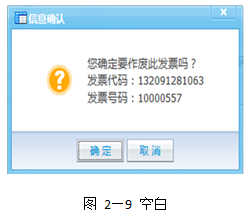 信息确认
您确定要作废此发票吗？
发票代码：132091281063
发票号码：10000557
确 定
取 消
图 2—9 空白